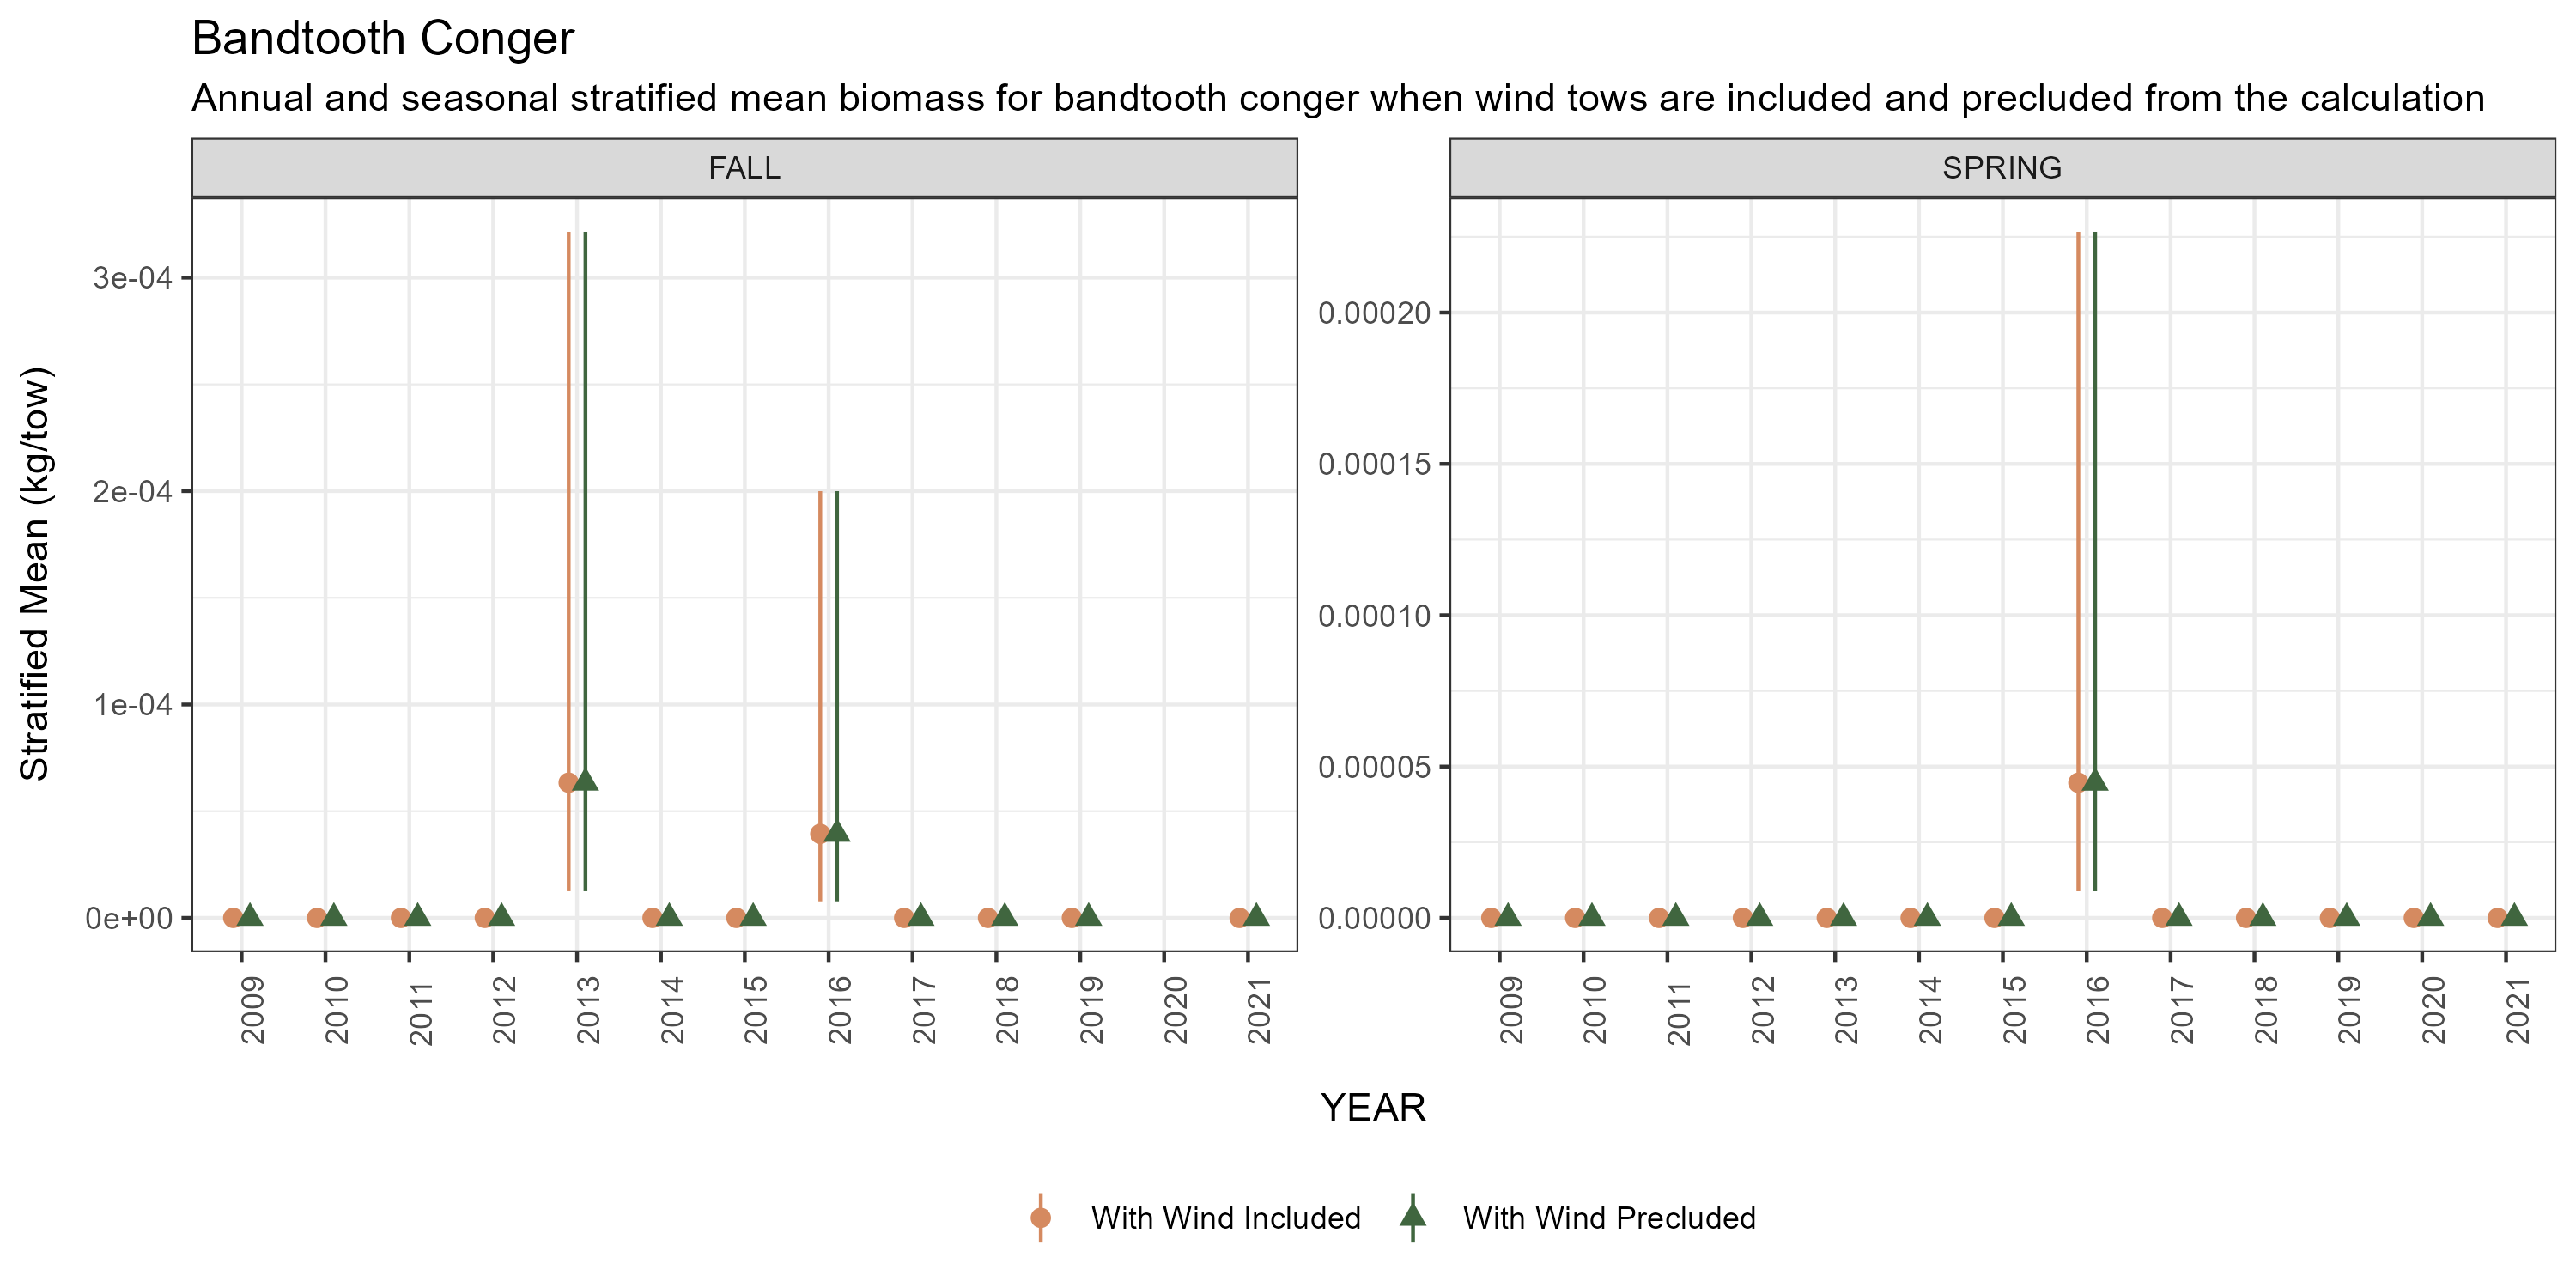 Bandtooth Conger
Annual and seasonal stratified mean biomass for bandtooth conger when wind tows are included and precluded from the calculation
FALL
SPRING
Stratified Mean (kg/tow)
3e-04
2e-04
1e-04
0e+00
0.00020
0.00015
0.00010
0.00005
0.00000
2009 2010 2011 2012 2013 2014 2015 2016 2017 2018 2019 2020 2021
2009 2010 2011 2012 2013 2014 2015 2016 2017 2018 2019 2020 2021
YEAR
With Wind Included
With Wind Precluded